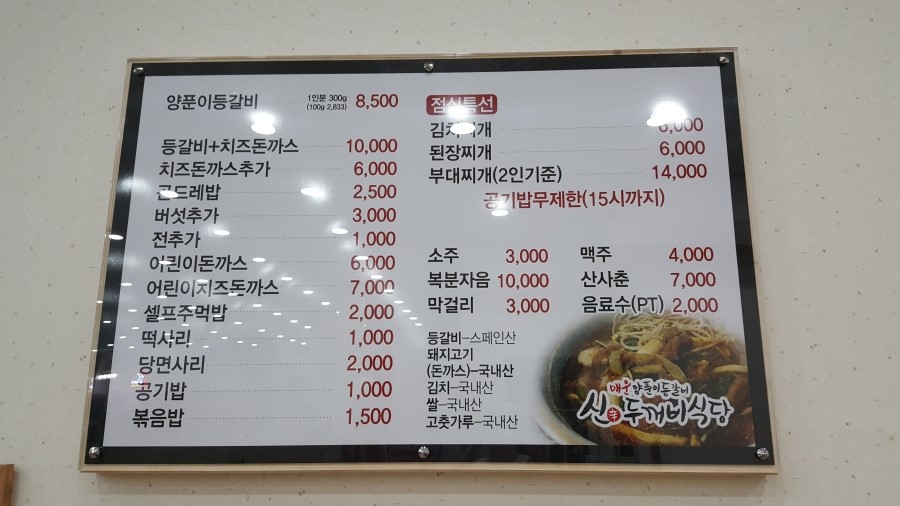 양푼이등갈비 1인분 300g (100g 2,833) 8,500
등갈비+치즈돈까스 10,000
치즈돈까스추가 6,000
곤드레밥 2,500
버섯추가 3,000
전추가 1,000
어린이돈까스 6,000
어린이치즈돈까스 7,000
셀프주먹밥 2,000
떡사리 1,000
당면사리 2,000
공기밥 1,000
볶음밥 1,500
점심특선
김치찌개 6,000
된장찌개 6,000
부대찌개(2인기준) 14,000
공기밥무제한(15시까지)
소주 3,000 맥주 4,000
복분자음 10,000 산사춘 7,000
막걸리 3,000 음료수(PT) 2,000
등갈비–스페인산
돼지고기
(돈까스)–국내산
김치–국내산
쌀–국내산
고춧가루–국내산
매운양푼이등갈비
신두꺼비식당